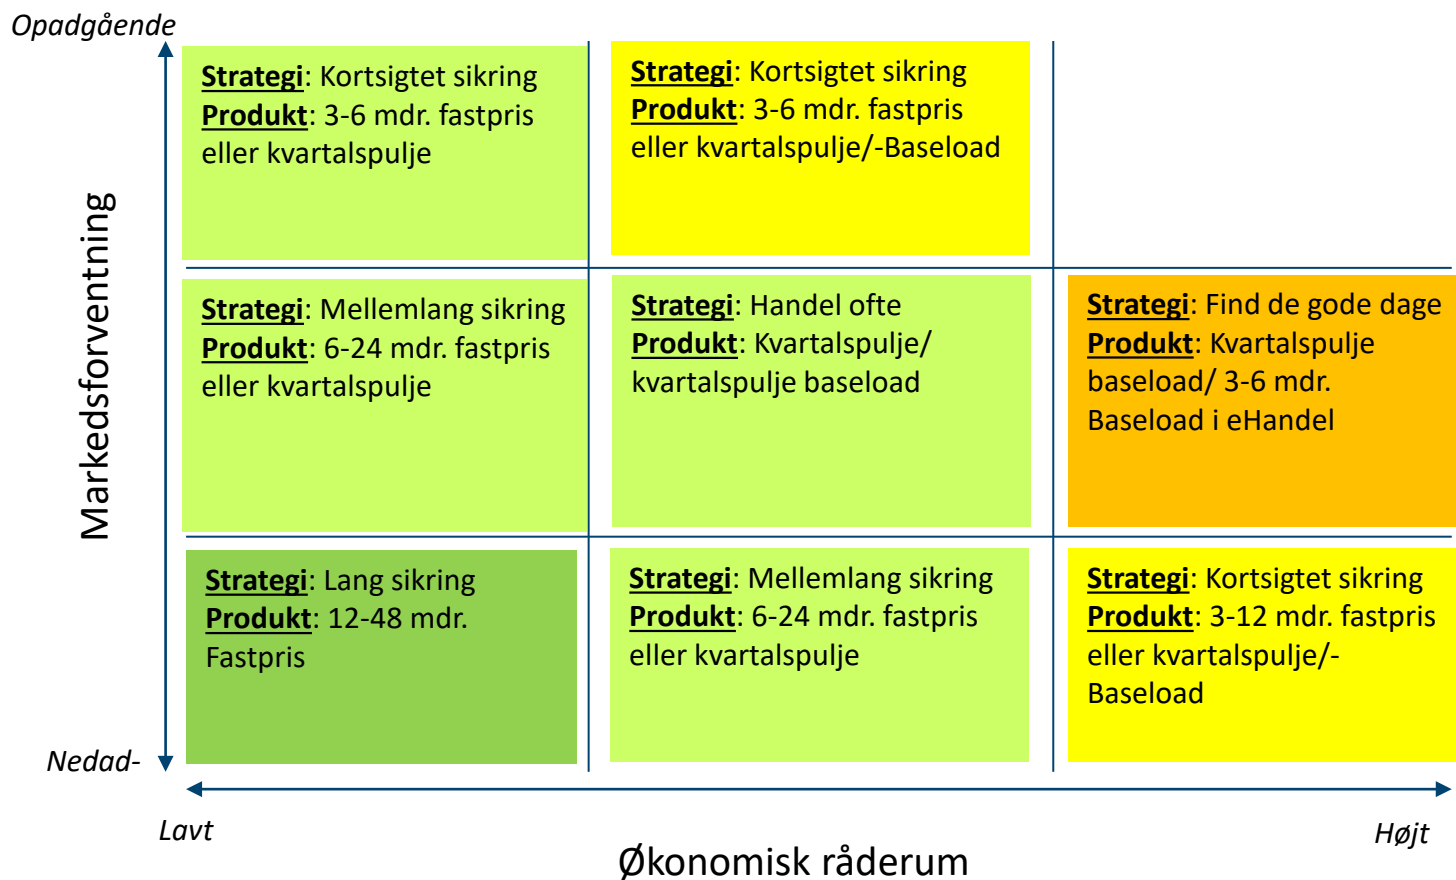 Opadgående
Strategi: Kortsigtet sikring
Produkt: 3-6 mdr. fastpris
eller kvartalspulje
Strategi: Kortsigtet sikring
Produkt: 3-6 mdr. fastpris
eller kvartalspulje/-Baseload
Markedsforventning
Strategi: Mellemlang sikring
Produkt: 6-24 mdr. fastpris
eller kvartalspulje
Strategi: Handel ofte
Produkt: Kvartalspulje/
kvartalspulje baseload
Strategi: Find de gode dage
Produkt: Kvartalspulje
baseload/ 3-6 mdr.
Baseload i eHandel
Strategi: Lang sikring
Produkt: 12-48 mdr.
Fastpris
Strategi: Mellemlang sikring
Produkt: 6-24 mdr. fastpris
eller kvartalspulje
Strategi: Kortsigtet sikring
Produkt: 3-12 mdr. fastpris
eller kvartalspulje/-
Baseload
Nedad-
Lavt
Højt
Økonomisk råderum